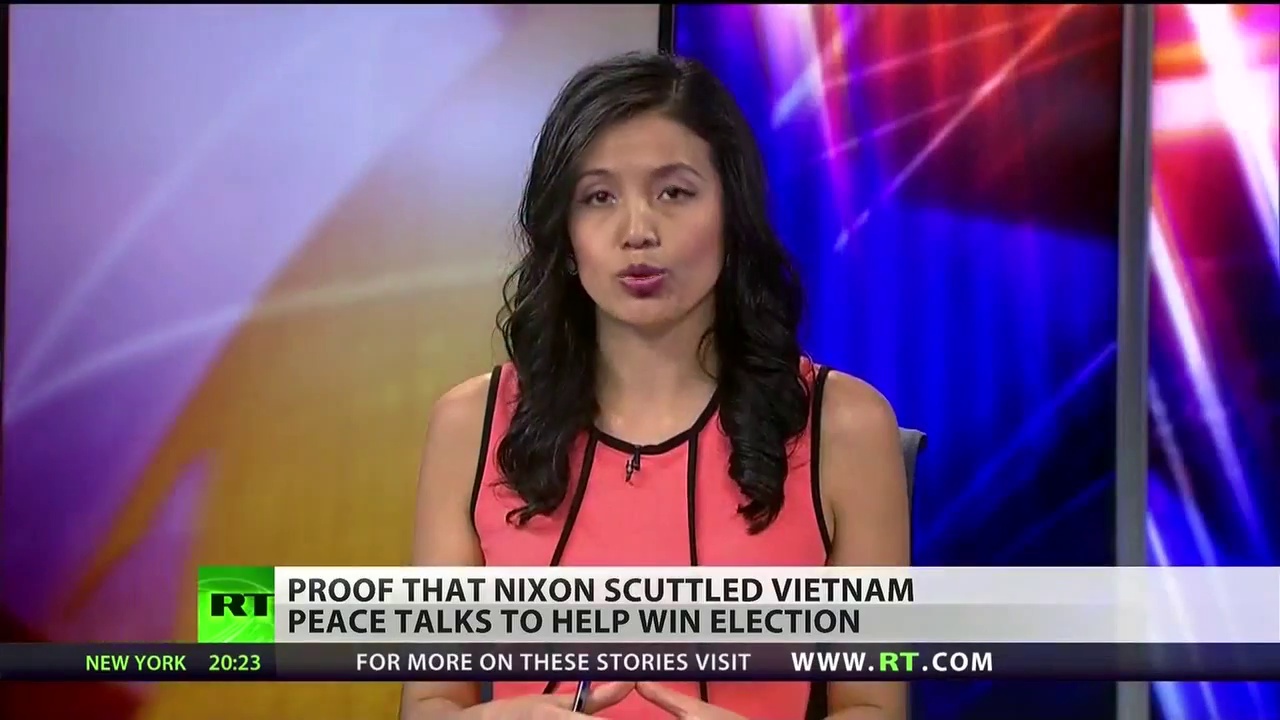 RT
PROOF THAT NIXON SCUTTLED VIETNAM
PEACE TALKS TO HELP WIN ELECTION
NEW YORK 20:23 FOR MORE ON THESE STORIES VISIT WWW.RT.COM